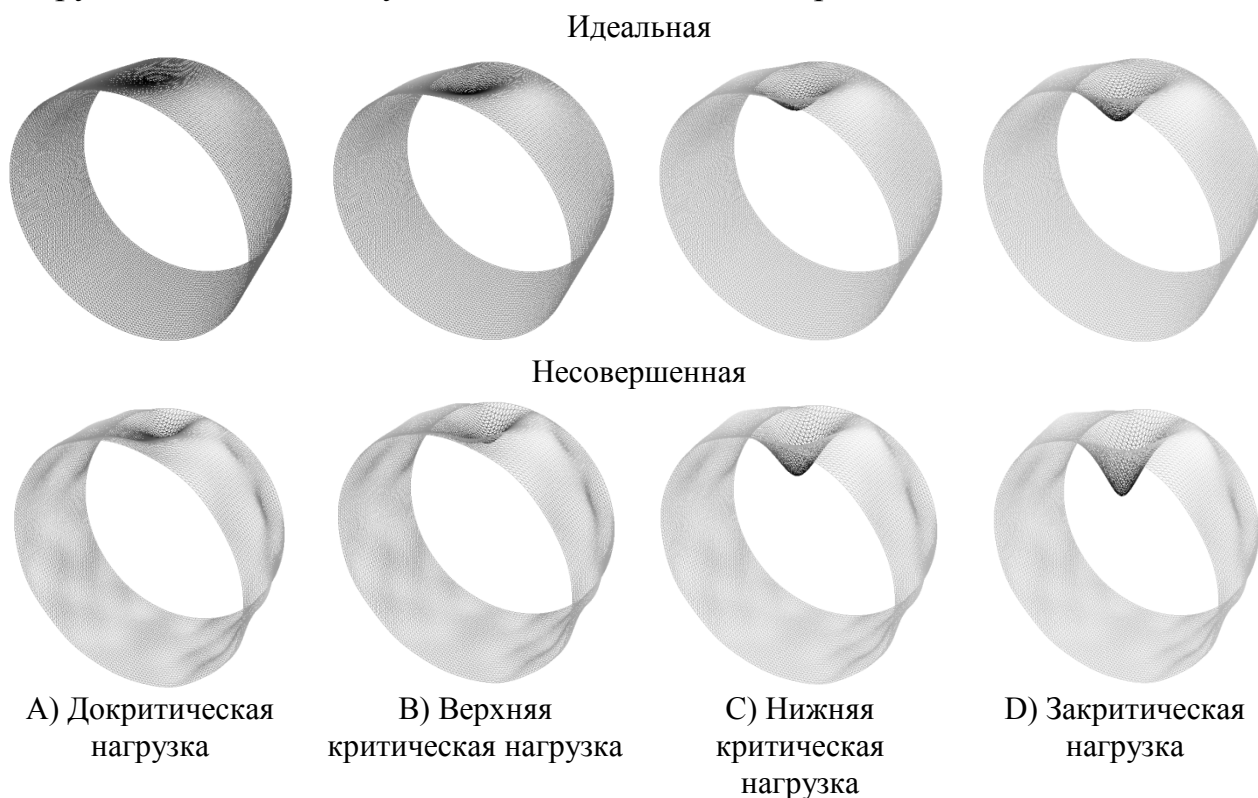 Идеальная
Несовершенная
A) Докритическая
нагрузка
B) Верхняя
критическая нагрузка
C) Нижняя
критическая
нагрузка
D) Закритическая
нагрузка